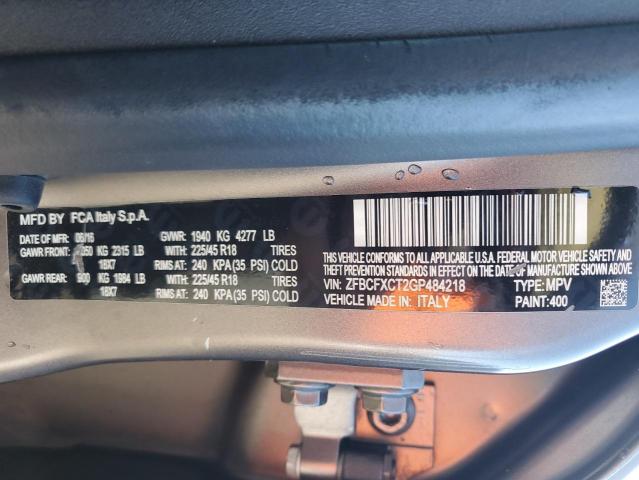 MFD BY FCA Italy S.p.A.
DATE OF MFR: 06/16 GVWR: 1940 KG 4277 LB
GAWR FRONT: 1050 KG 2315 LB WITH: 225/45 R18 TIRES
18X7 RIMS AT: 240 KPA(35 PSI) COLD
GAWR REAR: 900 KG 1984 LB WITH: 225/45 R18 TIRES
18X7 RIMS AT: 240 KPA(35 PSI) COLD
THIS VEHICLE CONFORMS TO ALL APPLICABLE U.S.A. FEDERAL MOTOR VEHICLE SAFETY
AND THEFT PREVENTION STANDARDS IN EFFECT ON THE DATE OF MANUFACTURE SHOWN ABOVE
VIN: ZFBCFXCT2GP484218 TYPE: MPV
VEHICLE MADE IN: ITALY PAINT: 400